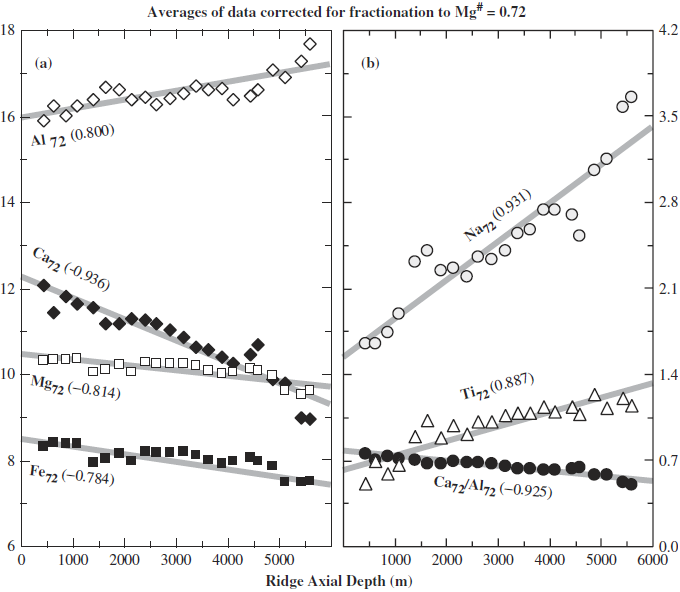 Averages of data corrected for fractionation to Mg# = 0.72
18
16
14
12
10
8
6
(a)
Al72 (0.800)
Ca72 (-0.936)
Mg72 (−0.814)
Fe72 (−0.784)
0 1000 2000 3000 4000 5000
(b)
Na72 (0.931)
Ti72 (0.887)
Ca72/Al72 (−0.925)
4.2
3.5
2.8
2.1
1.4
0.7
0.0
1000 2000 3000 4000 5000 6000
Ridge Axial Depth (m)